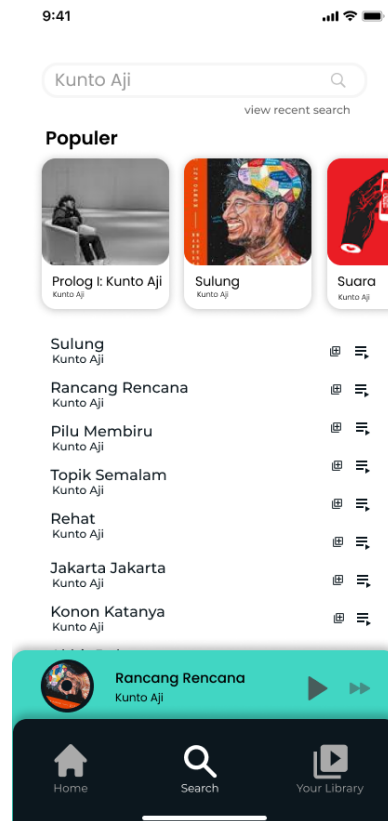 9:41
Kunto Aji
view recent search
Populer
Prolog I: Kunto Aji
Kunto Aji
Sulung
Kunto Aji
Suara
Kunto Aji
Sulung
Kunto Aji
Rancang Rencana
Kunto Aji
Pilu Membiru
Kunto Aji
Topik Semalam
Kunto Aji
Rehat
Kunto Aji
Jakarta Jakarta
Kunto Aji
Konon Katanya
Kunto Aji
Rancang Rencana
Kunto Aji
Home
Search
Your Library